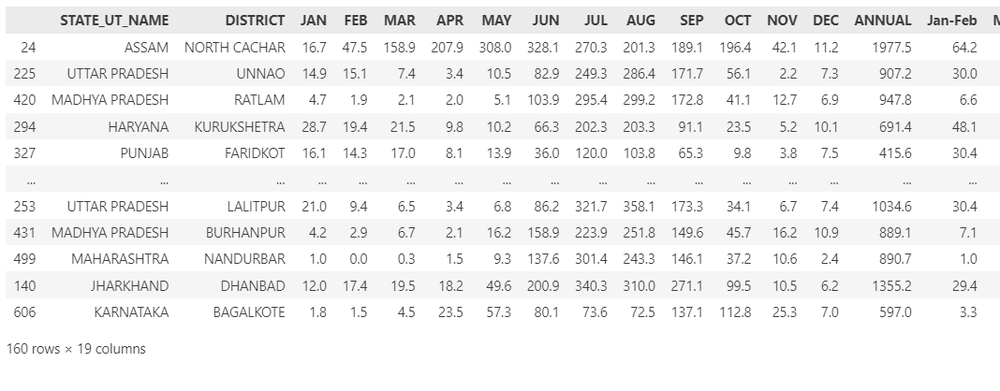 STATE_UT_NAME DISTRICT JAN FEB MAR APR MAY JUN JUL AUG SEP OCT NOV DEC ANNUAL Jan-Feb
24 ASSAM NORTH CACHAR 16.7 47.5 158.9 207.9 308.0 328.1 270.3 201.3 189.1 196.4 42.1 11.2 1977.5 64.2
225 UTTAR PRADESH UNNAO 14.9 15.1 7.4 3.4 10.5 82.9 249.3 286.4 171.7 56.1 2.2 7.3 907.2 30.0
420 MADHYA PRADESH RATLAM 4.7 1.9 2.1 2.0 5.1 103.9 295.4 299.2 172.8 41.1 12.7 6.9 947.8 6.6
294 HARYANA KURUKSHETRA 28.7 19.4 21.5 9.8 10.2 66.3 202.3 203.3 91.1 23.5 5.2 10.1 691.4 48.1
327 PUNJAB FARIDKOT 16.1 14.3 17.0 8.1 13.9 36.0 120.0 103.8 65.3 9.8 3.8 7.5 415.6 30.4
... ... ... ... ... ... ... ... ... ... ... ... ... ... ... ... ...
253 UTTAR PRADESH LALITPUR 21.0 9.4 6.5 3.4 6.8 86.2 321.7 358.1 173.3 34.1 6.7 7.4 1034.6 30.4
431 MADHYA PRADESH BURHANPUR 4.2 2.9 6.7 2.1 16.2 158.9 223.9 251.8 149.6 45.7 16.2 10.9 889.1 7.1
499 MAHARASHTRA NANDURBAR 1.0 0.0 0.3 1.5 9.3 137.6 301.4 243.3 146.1 37.2 10.6 2.4 890.7 1.0
140 JHARKHAND DHANBAD 12.0 17.4 19.5 18.2 49.6 200.9 340.3 310.0 271.1 99.5 10.5 6.2 1355.2 29.4
606 KARNATAKA BAGALKOTE 1.8 1.5 4.5 23.5 57.3 80.1 73.6 72.5 137.1 112.8 25.3 7.0 597.0 3.3
160 rows × 19 columns